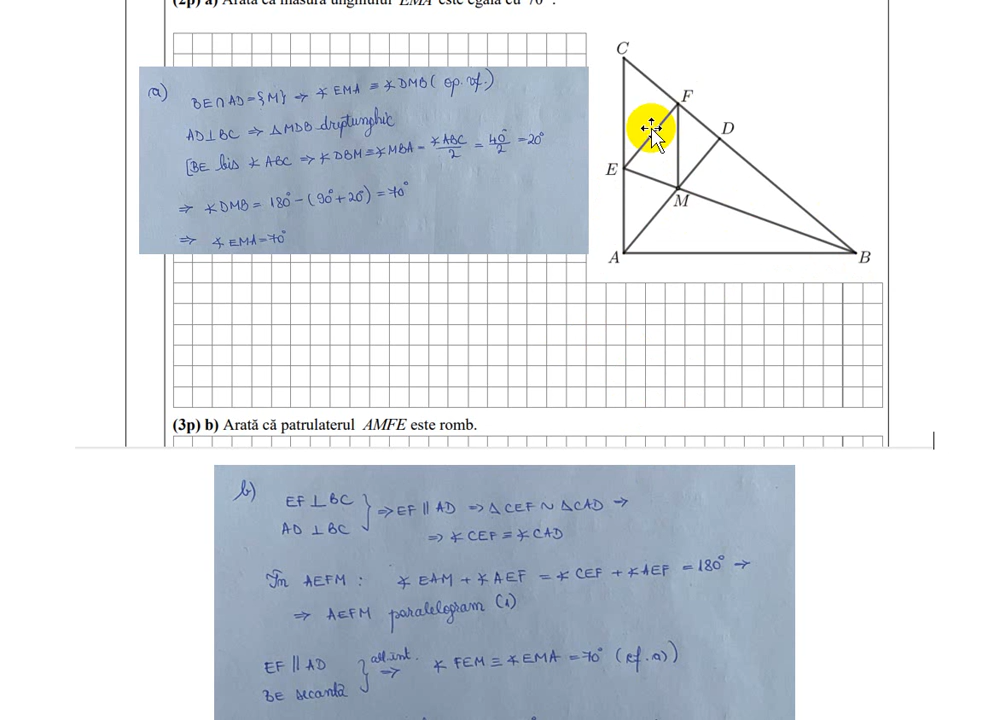 (2p) a) Arată că măsura unghiului EMA este egală cu 70°.
a) BE∩AD={M} ⇒ ∢EMA ≡ ∢DMB (op. vf.)
AD⊥BC ⇒ △MDB dreptunghic
[BE bis ∢ABC ⇒ ∢DBM≡∢MBA = ∢ABC/2 = 40°/2 = 20°
⇒ ∢DMB = 180° - (90°+20°) = 70°
⇒ ∢EMA=70°
C
F
D
E
M
A
B
(3p) b) Arată că patrulaterul AMFE este romb.
b) EF⊥BC
AD⊥BC } ⇒ EF || AD ⇒ △CEF ~ △CAD ⇒
⇒ ∢CEF ≡ ∢CAD
În AEFM: ∢EAM + ∢AEF = ∢CEF + ∢AEF = 180° ⇒
⇒ AEFM paralelogram (1)
EF || AD
BE secantă } alt.int. ⇒ ∢FEM ≡ ∢EMA = 70° (cf. a))